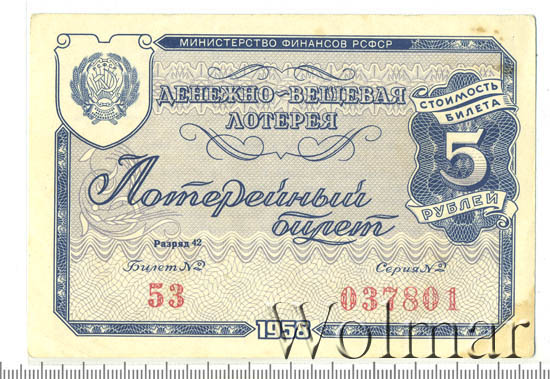 МИНИСТЕРСТВО ФИНАНСОВ РСФСР
РСФСР
ДЕНЕЖНО-ВЕЩЕВАЯ
ЛОТЕРЕЯ
СТОИМОСТЬ
БИЛЕТА
5
РУБЛЕЙ
Лотерейный
билет
Разряд 42
Билет №
Серия №
53
037801
1958
Wolmar